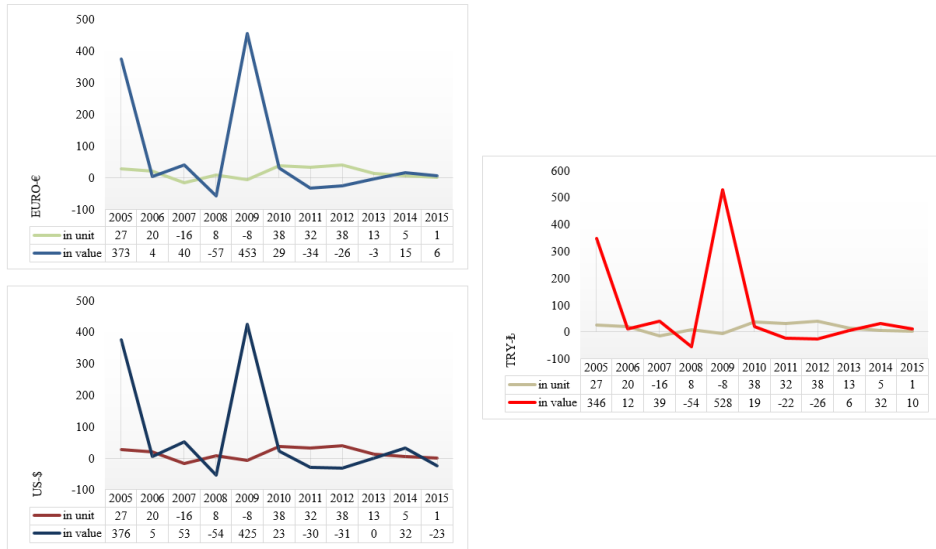 500
400
300
200
100
0
-100
EURO-€
2005 2006 2007 2008 2009 2010 2011 2012 2013 2014 2015
in unit 27 20 -16 8 -8 38 32 38 13 5 1
in value 373 4 40 -57 453 29 -34 -26 -3 15 6
500
400
300
200
100
0
-100
US-$
2005 2006 2007 2008 2009 2010 2011 2012 2013 2014 2015
in unit 27 20 -16 8 -8 38 32 38 13 5 1
in value 376 5 53 -54 425 23 -30 -31 0 32 -23
600
500
400
300
200
100
0
-100
TRY-Ł
2005 2006 2007 2008 2009 2010 2011 2012 2013 2014 2015
in unit 27 20 -16 8 -8 38 32 38 13 5 1
in value 346 12 39 -54 528 19 -22 -26 6 32 10